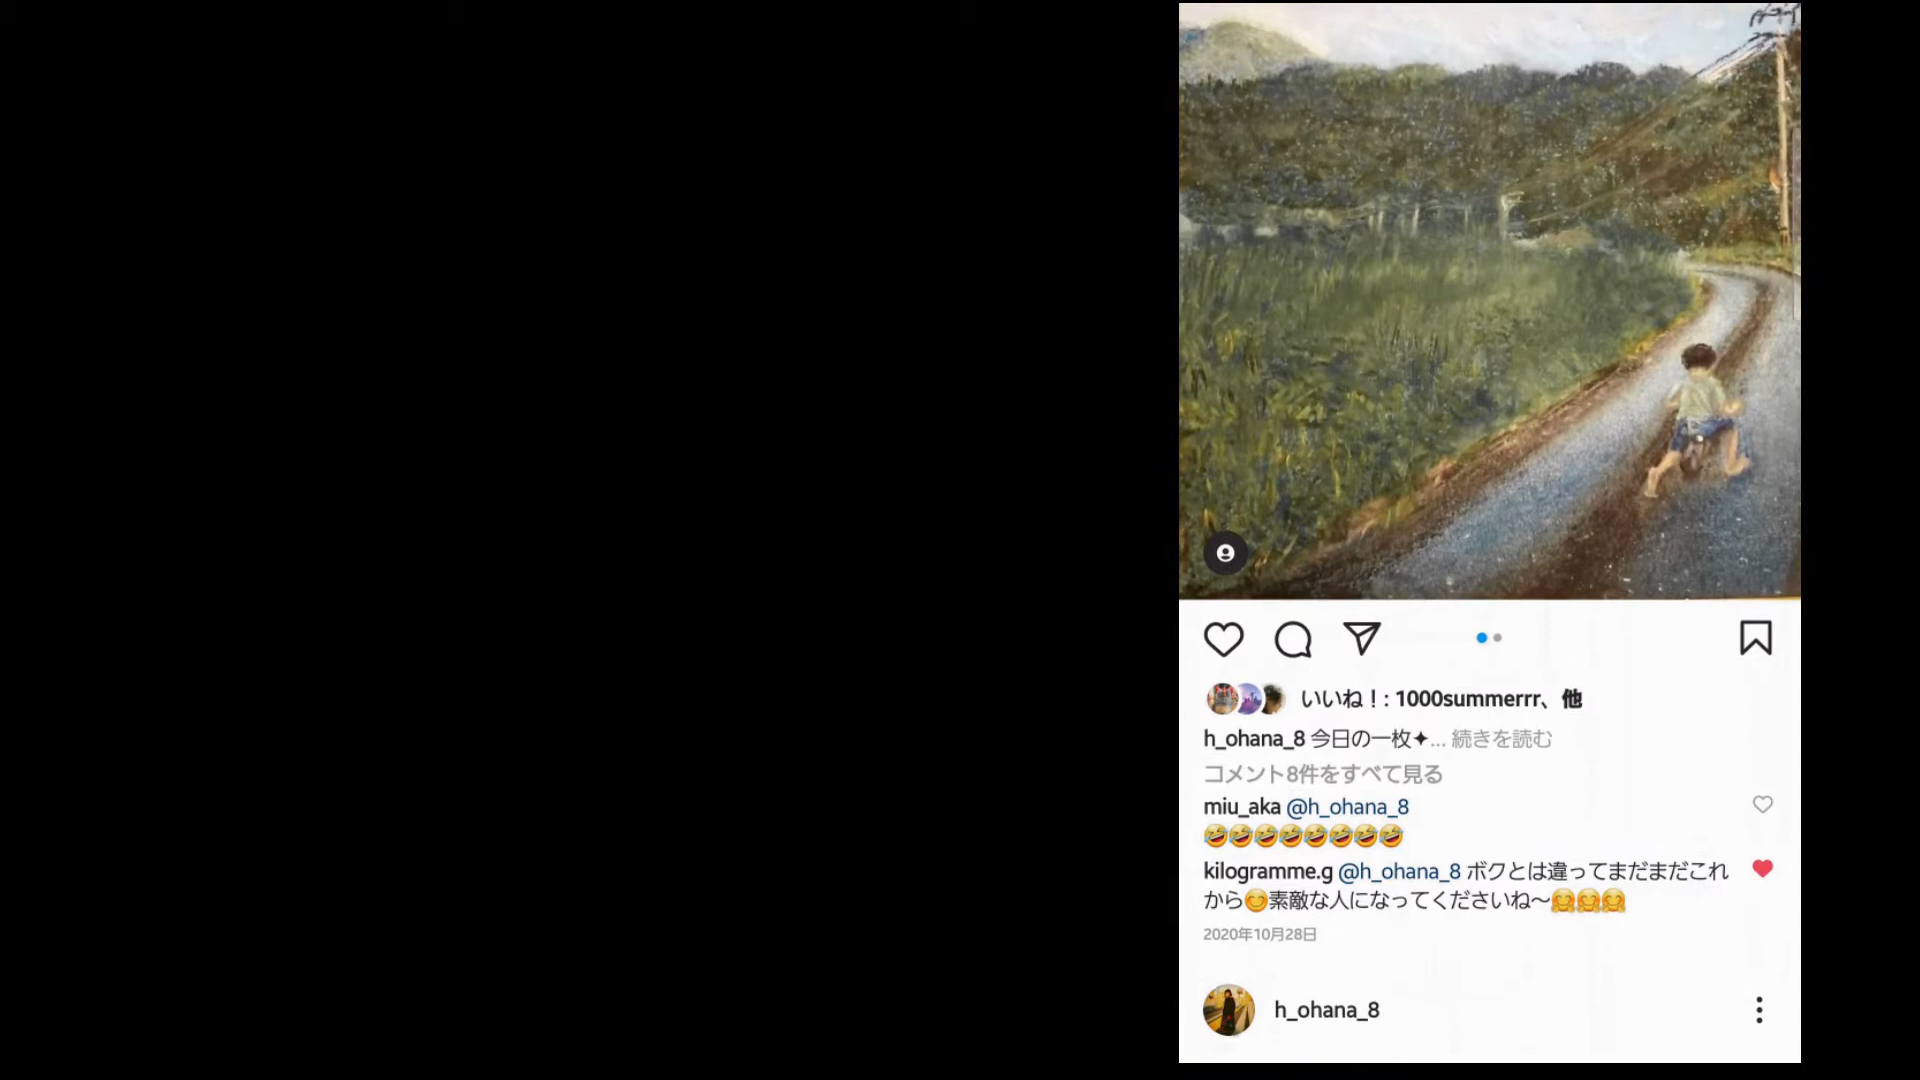 いいね！: 1000summerrr、他
h_ohana_8 今日の一枚✦... 続きを読む
コメント8件をすべて見る
miu_aka @h_ohana_8
🤣🤣🤣🤣🤣🤣🤣🤣
kilogramme.g @h_ohana_8 ボクとは違ってまだまだこれ
から😊素敵な人になってくださいね〜🤗🤗🤗
2020年10月28日
h_ohana_8